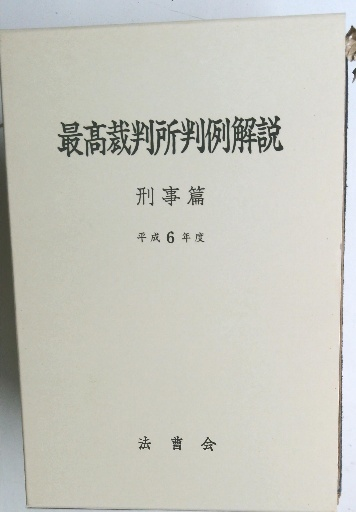 最高裁判所判例解説
刑事篇
平成6年度
法曹会